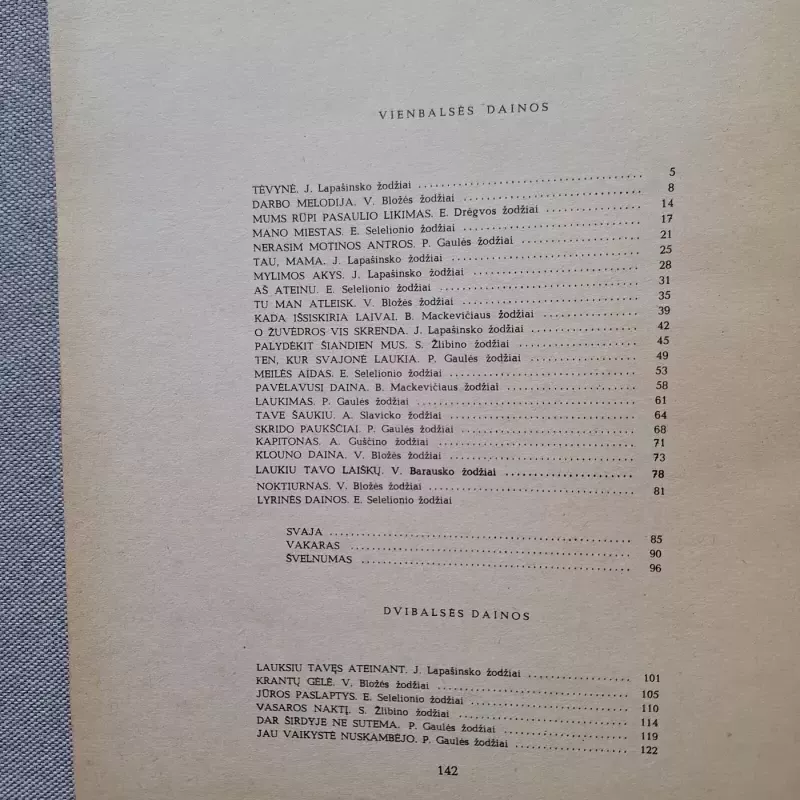 VIENBALSĖS DAINOS
TĖVYNĖ. J. Lapašinsko žodžiai 5
DARBO MELODIJA. V. Bložės žodžiai 8
MUMS RŪPI PASAULIO LIKIMAS. E. Drėgvos žodžiai 14
MANO MIESTAS. E. Selelionio žodžiai 17
NERASIM MOTINOS ANTROS. P. Gaulės žodžiai 21
TAU, MAMA. J. Lapašinsko žodžiai 25
MYLIMOS AKYS. J. Lapašinsko žodžiai 28
AŠ ATEINU. E. Selelionio žodžiai 31
TU MAN ATLEISK. V. Bložės žodžiai 35
KADA IŠSISKIRIA LAIVAI. B. Mackevičiaus žodžiai 39
O ŽUVĖDROS VIS SKRENDA. J. Lapašinsko žodžiai 42
PALYDĖKIT ŠIANDIEN MUS. S. Žlibino žodžiai 45
TEN, KUR SVAJONĖ LAUKIA. P. Gaulės žodžiai 49
MEILĖS AIDAS. E. Selelionio žodžiai 53
PAVĖLAVUSI DAINA. B. Mackevičiaus žodžiai 58
LAUKIMAS. P. Gaulės žodžiai 61
TAVE ŠAUKIU. A. Slavicko žodžiai 64
SKRIDO PAUKŠČIAI. P. Gaulės žodžiai 68
KAPITONAS. A. Guščino žodžiai 71
KLOUNO DAINA. V. Bložės žodžiai 73
LAUKIU TAVO LAIŠKŲ. V. Barausko žodžiai 78
NOKTIURNAS. V. Bložės žodžiai 81
LYRINĖS DAINOS. E. Selelionio žodžiai
SVAJA 85
VAKARAS 90
ŠVELNUMAS 96
DVIBALSĖS DAINOS
LAUKSIU TAVĘS ATEINANT. J. Lapašinsko žodžiai 101
KRANTŲ GĖLĖ. V. Bložės žodžiai 105
JŪROS PASLAPTYS. E. Selelionio žodžiai 110
VASAROS NAKTĮ. S. Žlibino žodžiai 114
DAR ŠIRDYJE NE SUTEMA. P. Gaulės žodžiai 119
JAU VAIKYSTĖ NUSKAMBĖJO. P. Gaulės žodžiai 122
142